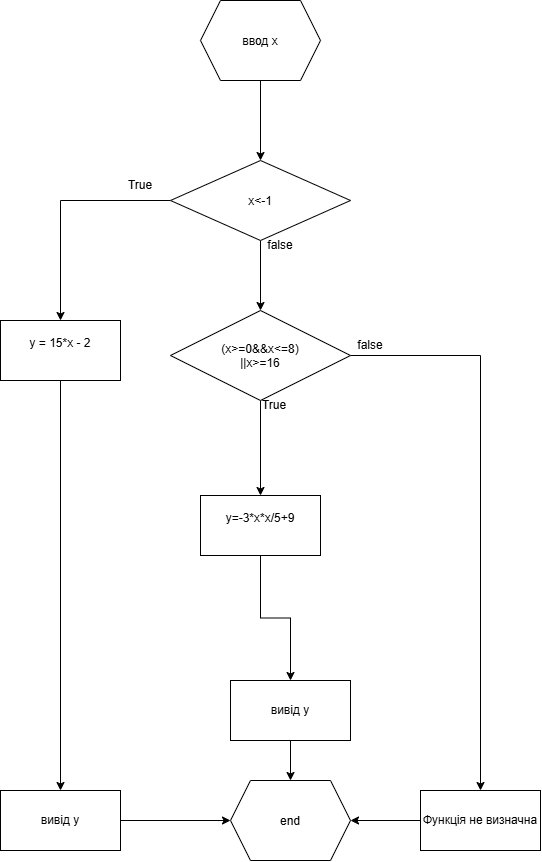 ввод x
True
x<-1
false
y = 15*x - 2
(x>=0&&x<=8)
||x>=16
false
True
y=-3*x*x/5+9
вивід y
вивід y
end
Функція не визначна